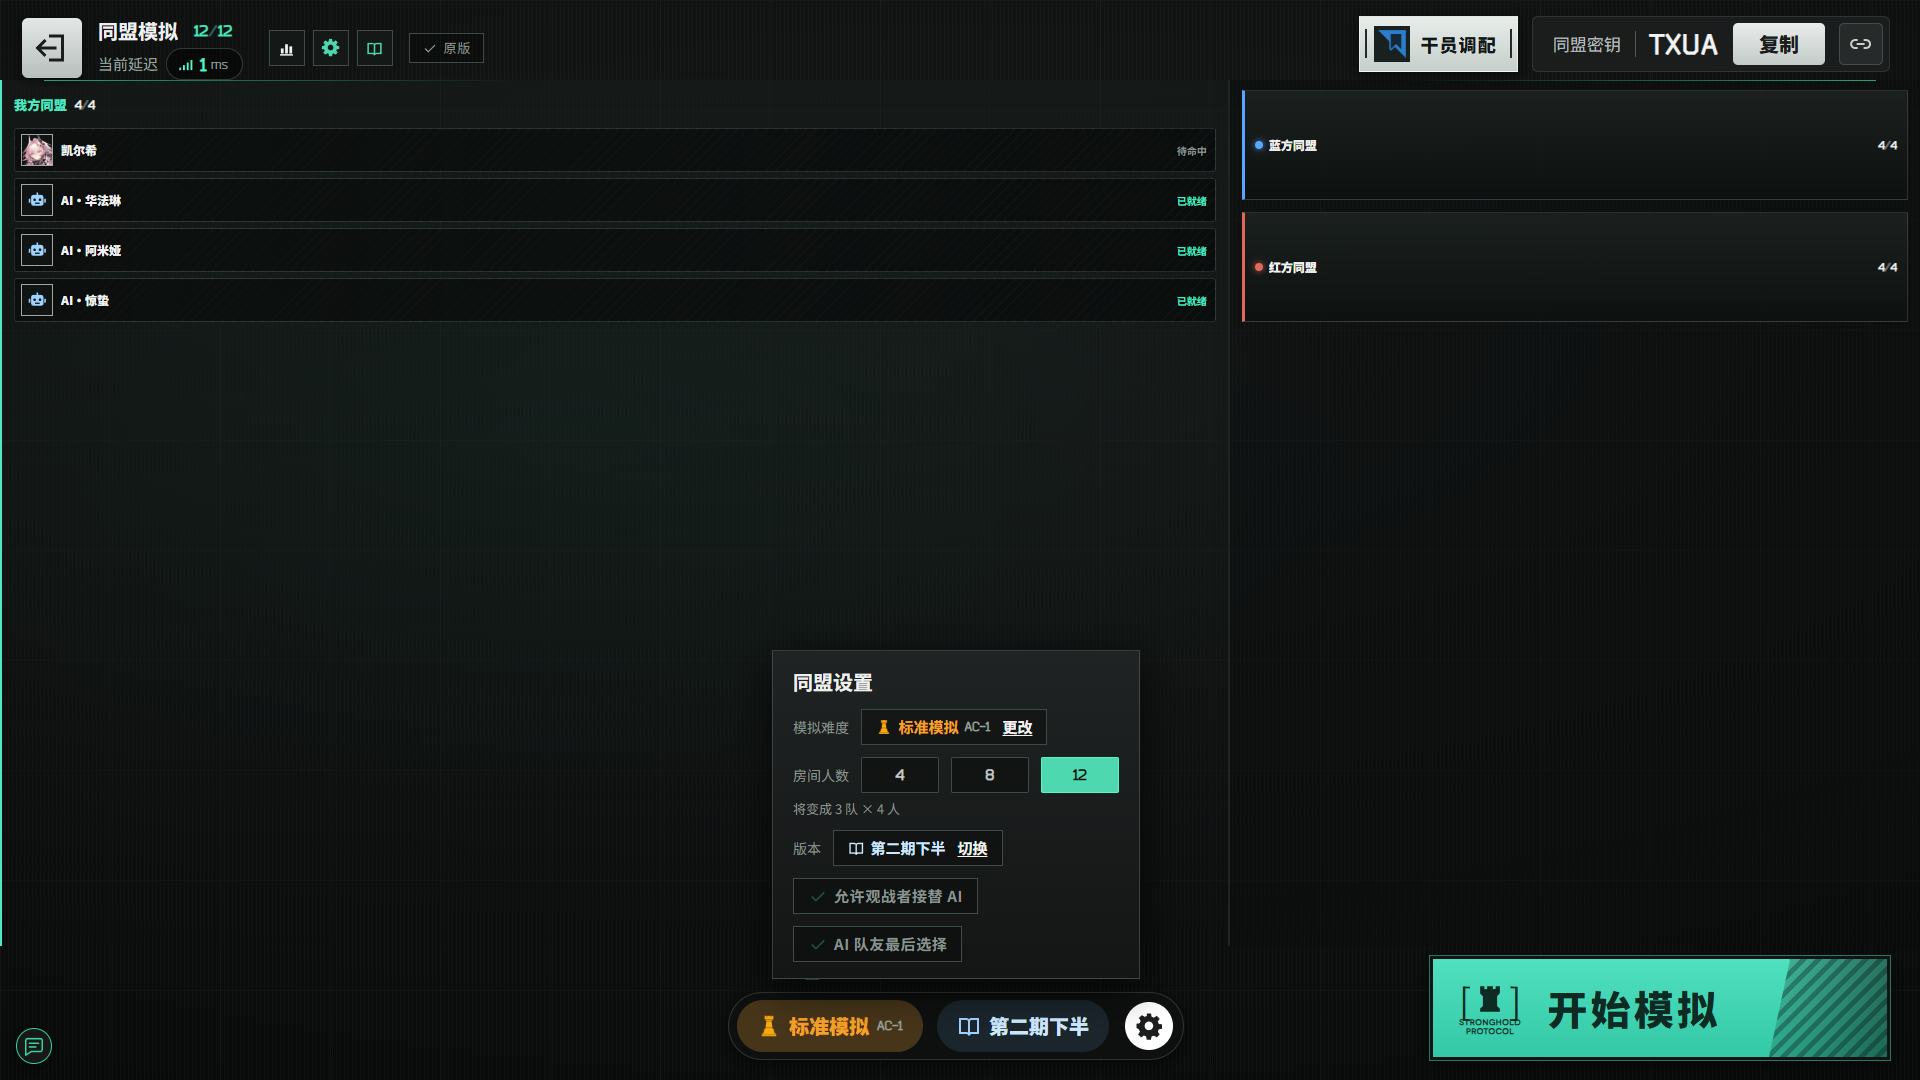 同盟模拟 12/12
当前延迟 1 ms
原版
干员调配
同盟密钥 TXUA 复制
我方同盟 4/4
凯尔希 待命中
AI・华法琳 已就绪
AI・阿米娅 已就绪
AI・惊蛰 已就绪
蓝方同盟 4/4
红方同盟 4/4
同盟设置
模拟难度 标准模拟 AC-1 更改
房间人数 4 8 12
将变成 3 队 × 4 人
版本 第二期下半 切换
允许观战者接替 AI
AI 队友最后选择
标准模拟 AC-1 第二期下半
STRONGHOLD
PROTOCOL
开始模拟